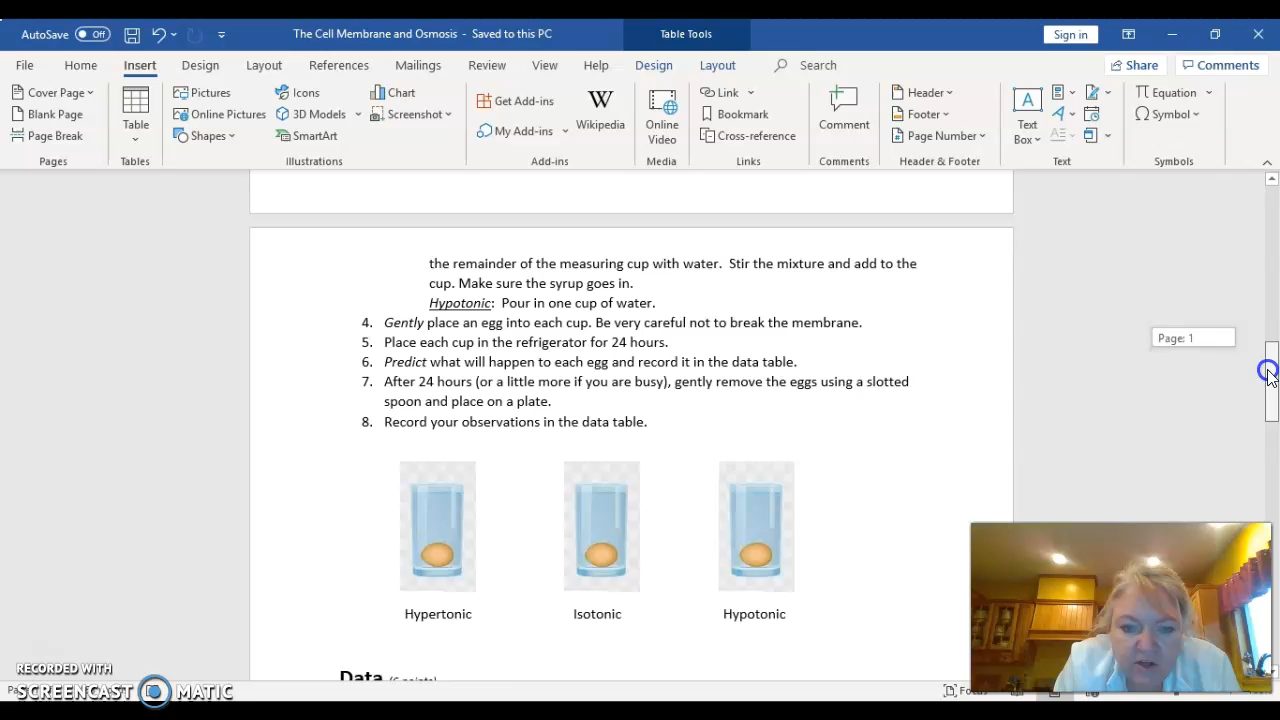 AutoSave Off The Cell Membrane and Osmosis - Saved to this PC Table Tools Sign in
File Home Insert Design Layout References Mailings Review View Help Design Layout Search Share Comments
Cover Page Pictures Icons Chart Get Add-ins Link Header Equation
Blank Page Online Pictures 3D Models Screenshot Bookmark Footer Symbol
Page Break Shapes SmartArt My Add-ins Cross-reference Page Number
Table Wikipedia Online Video Comment Text Box
Pages Tables Illustrations Add-ins Media Links Comments Header & Footer Text Symbols
the remainder of the measuring cup with water. Stir the mixture and add to the
cup. Make sure the syrup goes in.
Hypotonic: Pour in one cup of water.
4. Gently place an egg into each cup. Be very careful not to break the membrane.
Page: 1
5. Place each cup in the refrigerator for 24 hours.
6. Predict what will happen to each egg and record it in the data table.
7. After 24 hours (or a little more if you are busy), gently remove the eggs using a slotted
spoon and place on a plate.
8. Record your observations in the data table.
Hypertonic Isotonic Hypotonic
Data (6 points)
RECORDED WITH
SCREENCAST MATIC
Focus